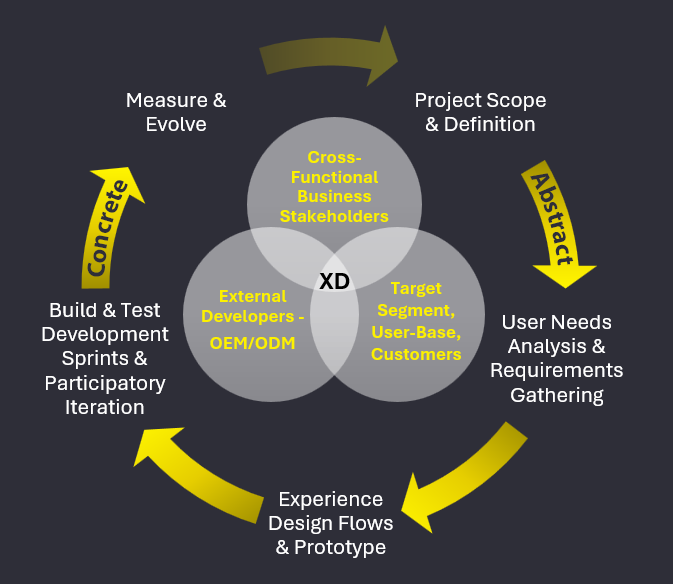 Measure &
Evolve
Project Scope
& Definition
Cross-
Functional
Business
Stakeholders
Concrete
Abstract
XD
External
Developers -
OEM/ODM
Target
Segment,
User-Base,
Customers
Build & Test
Development
Sprints &
Participatory
Iteration
User Needs
Analysis &
Requirements
Gathering
Experience
Design Flows
& Prototype